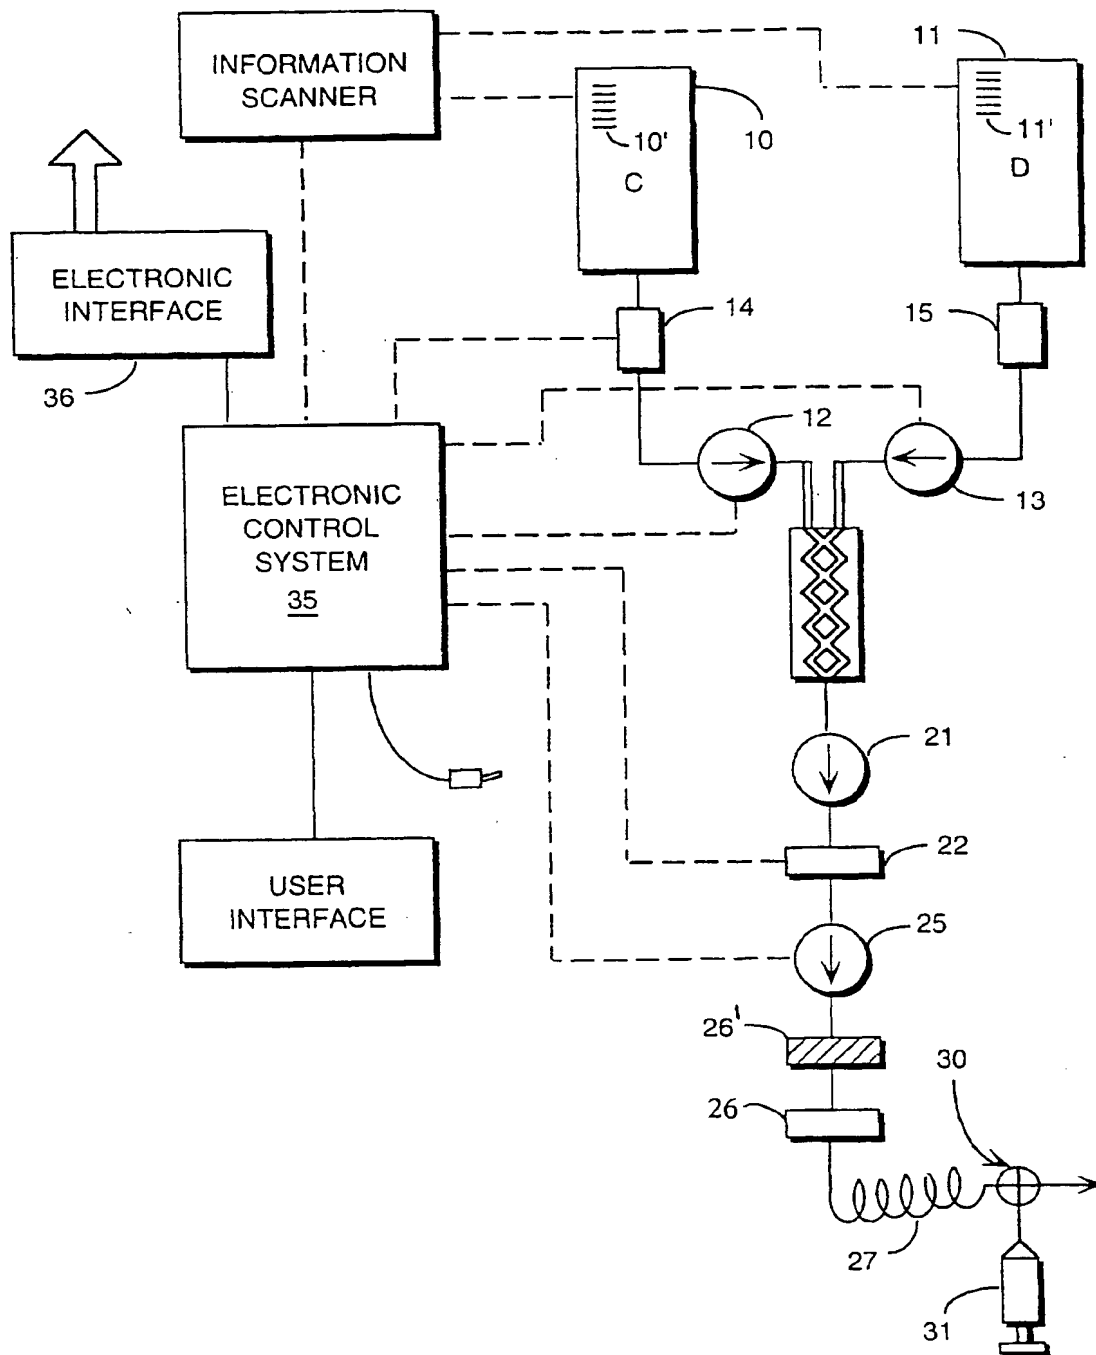 INFORMATION
SCANNER
11
10
10'
C
11'
D
ELECTRONIC
INTERFACE
36
14
15
12
13
ELECTRONIC
CONTROL
SYSTEM
35
21
22
25
USER
INTERFACE
26'
26
30
27
31